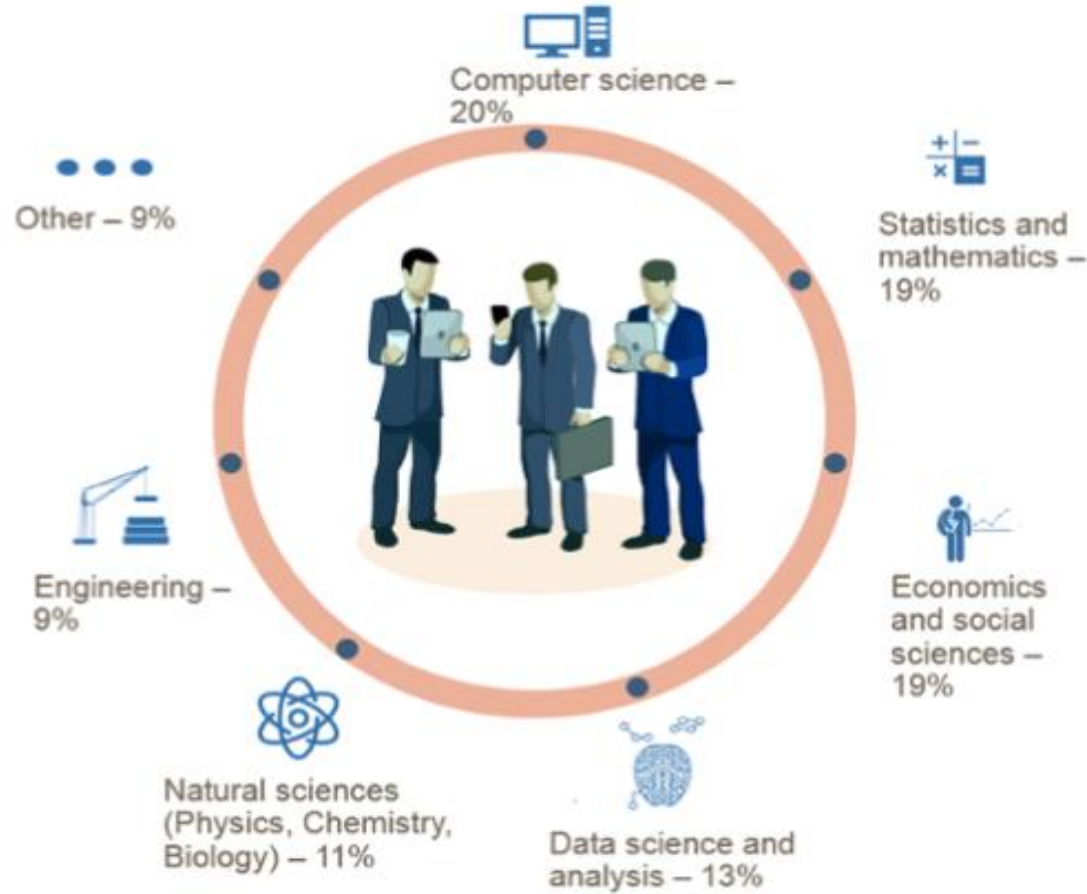 Computer science –
20%
Statistics and
mathematics –
19%
Economics
and social
sciences –
19%
Data science and
analysis – 13%
Natural sciences
(Physics, Chemistry,
Biology) – 11%
Engineering –
9%
Other – 9%